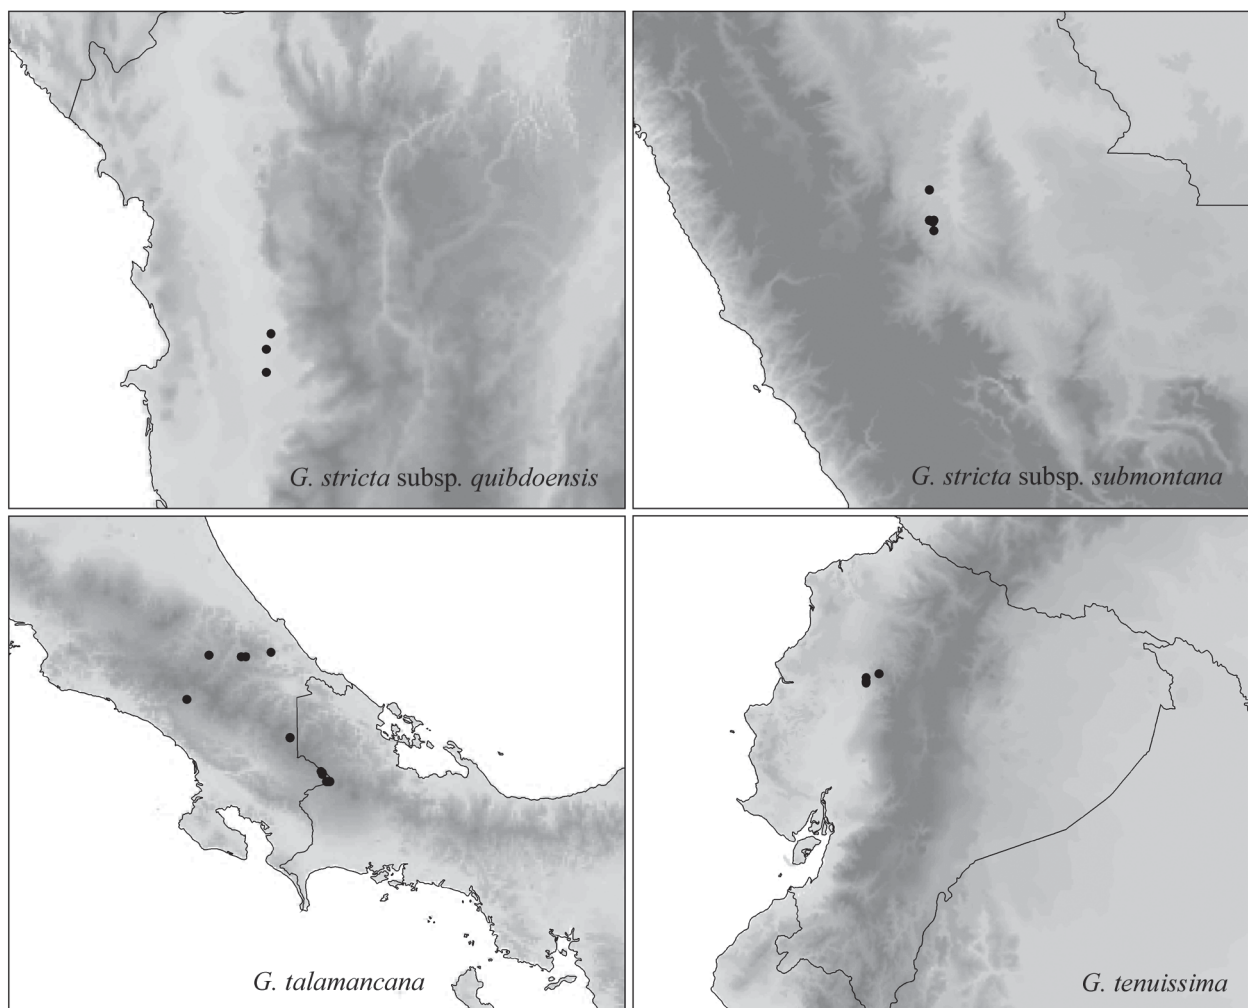 G. stricta subsp. quibdoensis
G. stricta subsp. submontana
G. talamancana
G. tenuissima